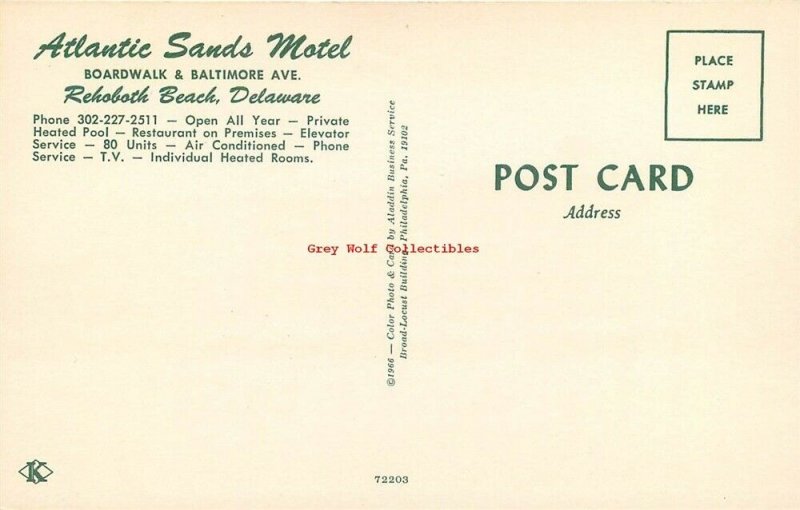 Atlantic Sands Motel
BOARDWALK & BALTIMORE AVE.
Rehoboth Beach, Delaware
Phone 302-227-2511 — Open All Year — Private
Heated Pool — Restaurant on Premises — Elevator
Service — 80 Units — Air Conditioned — Phone
Service — T.V. — Individual Heated Rooms.
©1966 — Color Photo & Card by Aladdin Business Service
Broad-Locust Building, Philadelphia, Pa. 19102
PLACE
STAMP
HERE
POST CARD
Address
Grey Wolf Collectibles
K
72203